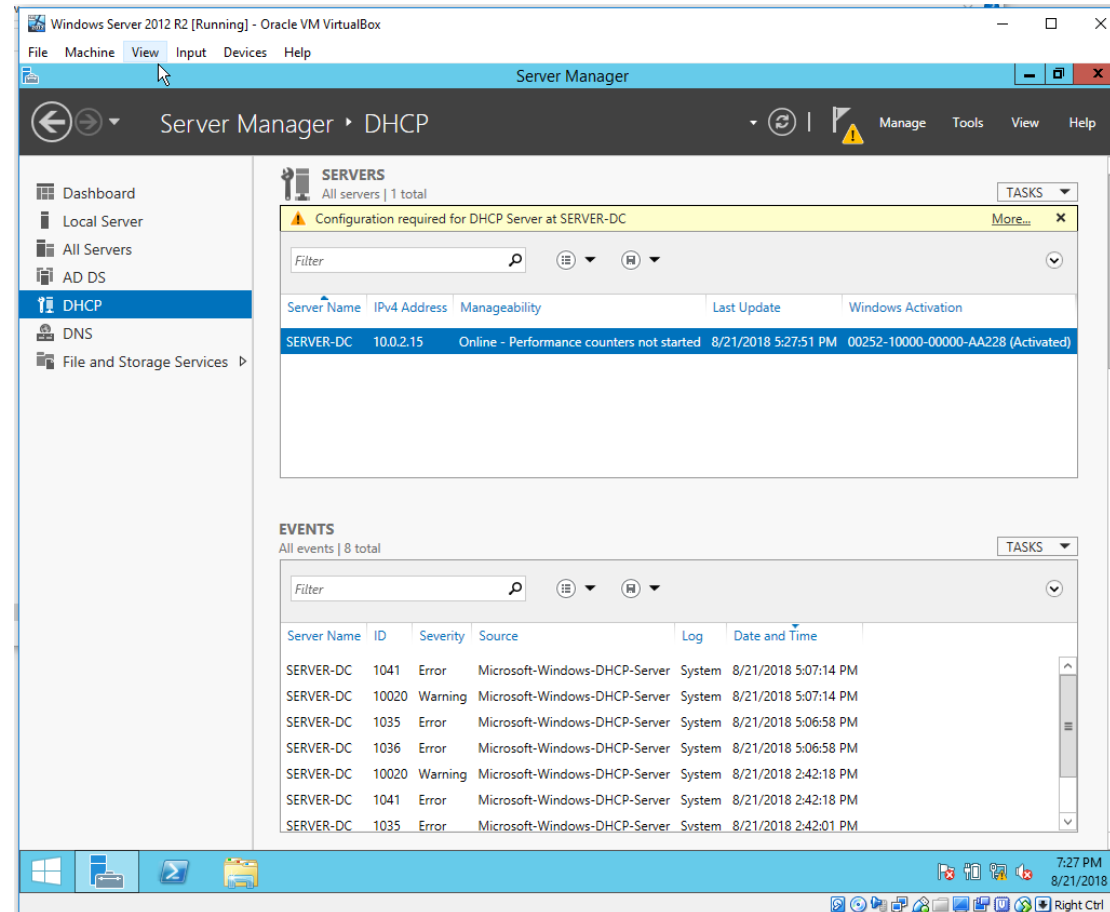 Windows Server 2012 R2 [Running] - Oracle VM VirtualBox
File Machine View Input Devices Help
Server Manager
Server Manager DHCP
Manage Tools View Help
Dashboard
Local Server
All Servers
AD DS
DHCP
DNS
File and Storage Services
SERVERS
All servers | 1 total
TASKS
Configuration required for DHCP Server at SERVER-DC More...
Filter
Server Name IPv4 Address Manageability Last Update Windows Activation
SERVER-DC 10.0.2.15 Online - Performance counters not started 8/21/2018 5:27:51 PM 00252-10000-00000-AA228 (Activated)
EVENTS
All events | 8 total
TASKS
Filter
Server Name ID Severity Source Log Date and Time
SERVER-DC 1041 Error Microsoft-Windows-DHCP-Server System 8/21/2018 5:07:14 PM
SERVER-DC 10020 Warning Microsoft-Windows-DHCP-Server System 8/21/2018 5:07:14 PM
SERVER-DC 1035 Error Microsoft-Windows-DHCP-Server System 8/21/2018 5:06:58 PM
SERVER-DC 1036 Error Microsoft-Windows-DHCP-Server System 8/21/2018 5:06:58 PM
SERVER-DC 10020 Warning Microsoft-Windows-DHCP-Server System 8/21/2018 2:42:18 PM
SERVER-DC 1041 Error Microsoft-Windows-DHCP-Server System 8/21/2018 2:42:18 PM
SERVER-DC 1035 Error Microsoft-Windows-DHCP-Server System 8/21/2018 2:42:01 PM
7:27 PM
8/21/2018
Right Ctrl